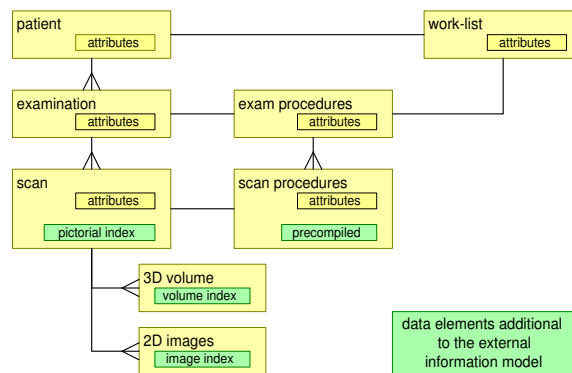 patient
attributes
work-list
attributes
examination
attributes
exam procedures
attributes
scan
attributes
pictorial index
scan procedures
attributes
precompiled
3D volume
volume index
2D images
image index
data elements additional
to the external
information model